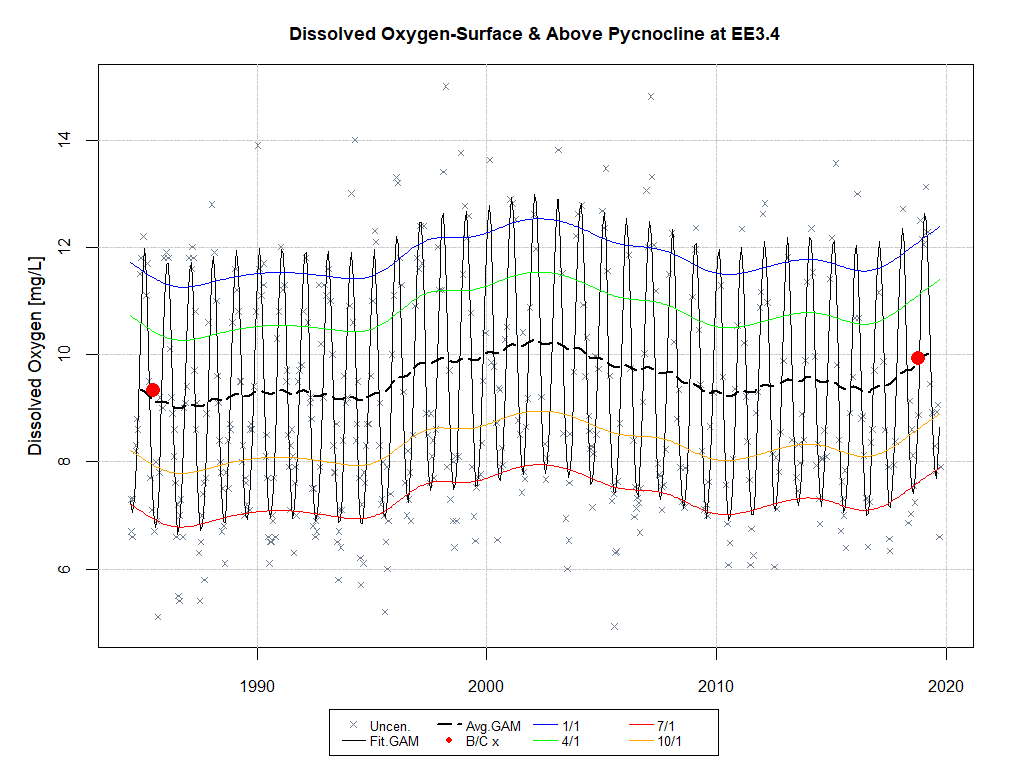 Dissolved Oxygen-Surface & Above Pycnocline at EE3.4
Dissolved Oxygen [mg/L]
14
12
10
8
6
1990 2000 2010 2020
Uncen. Avg.GAM 1/1 7/1
Fit.GAM B/C x 4/1 10/1